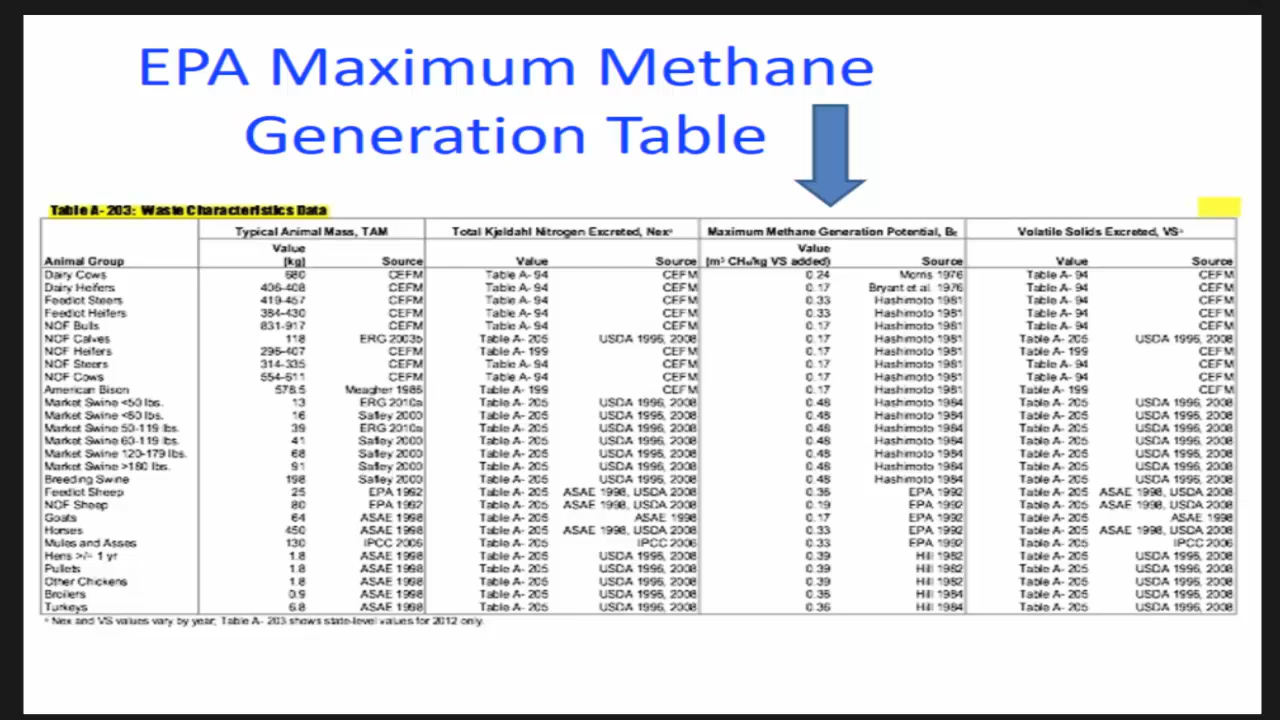 EPA Maximum Methane
Generation Table
Table A- 203: Waste Characteristics Data
Typical Animal Mass, TAM Total Kjeldahl Nitrogen Excreted, Nexᵃ Maximum Methane Generation Potential, B₀ Volatile Solids Excreted, VSᵃ
Value Value
Animal Group (kg) Source Value Source (m³ CH₄/kg VS added) Source Value Source
Dairy Cows 680 CEFM Table A- 94 CEFM 0.24 Morris 1976 Table A- 94 CEFM
Dairy Heifers 406-408 CEFM Table A- 94 CEFM 0.17 Bryant et al. 1976 Table A- 94 CEFM
Feedlot Steers 419-457 CEFM Table A- 94 CEFM 0.33 Hashimoto 1981 Table A- 94 CEFM
Feedlot Heifers 384-430 CEFM Table A- 94 CEFM 0.33 Hashimoto 1981 Table A- 94 CEFM
NOF Bulls 831-917 CEFM Table A- 94 CEFM 0.17 Hashimoto 1981 Table A- 94 CEFM
NOF Calves 118 ERG 2003b Table A- 205 USDA 1996, 2008 0.17 Hashimoto 1981 Table A- 205 USDA 1996, 2008
NOF Heifers 296-407 CEFM Table A- 199 CEFM 0.17 Hashimoto 1981 Table A- 199 CEFM
NOF Steers 314-335 CEFM Table A- 94 CEFM 0.17 Hashimoto 1981 Table A- 94 CEFM
NOF Cows 554-611 CEFM Table A- 94 CEFM 0.17 Hashimoto 1981 Table A- 94 CEFM
American Bison 578.5 Meagher 1986 Table A- 199 CEFM 0.17 Hashimoto 1981 Table A- 199 CEFM
Market Swine <50 lbs. 13 ERG 2010a Table A- 205 USDA 1996, 2008 0.48 Hashimoto 1984 Table A- 205 USDA 1996, 2008
Market Swine <60 lbs. 16 Safley 2000 Table A- 205 USDA 1996, 2008 0.48 Hashimoto 1984 Table A- 205 USDA 1996, 2008
Market Swine 50-119 lbs. 39 ERG 2010a Table A- 205 USDA 1996, 2008 0.48 Hashimoto 1984 Table A- 205 USDA 1996, 2008
Market Swine 60-119 lbs. 41 Safley 2000 Table A- 205 USDA 1996, 2008 0.48 Hashimoto 1984 Table A- 205 USDA 1996, 2008
Market Swine 120-179 lbs. 68 Safley 2000 Table A- 205 USDA 1996, 2008 0.48 Hashimoto 1984 Table A- 205 USDA 1996, 2008
Market Swine >180 lbs. 91 Safley 2000 Table A- 205 USDA 1996, 2008 0.48 Hashimoto 1984 Table A- 205 USDA 1996, 2008
Breeding Swine 198 Safley 2000 Table A- 205 USDA 1996, 2008 0.48 Hashimoto 1984 Table A- 205 USDA 1996, 2008
Feedlot Sheep 25 EPA 1992 Table A- 205 ASAE 1998, USDA 2008 0.36 EPA 1992 Table A- 205 ASAE 1998, USDA 2008
NOF Sheep 80 EPA 1992 Table A- 205 ASAE 1998, USDA 2008 0.19 EPA 1992 Table A- 205 ASAE 1998, USDA 2008
Goats 64 ASAE 1998 Table A- 205 ASAE 1998 0.17 EPA 1992 Table A- 205 ASAE 1998
Horses 450 ASAE 1998 Table A- 205 ASAE 1998, USDA 2008 0.33 EPA 1992 Table A- 205 ASAE 1998, USDA 2008
Mules and Asses 130 IPCC 2006 Table A- 205 IPCC 2006 0.33 EPA 1992 Table A- 205 IPCC 2006
Hens >/= 1 yr 1.8 ASAE 1998 Table A- 205 USDA 1996, 2008 0.39 Hill 1982 Table A- 205 USDA 1996, 2008
Pullets 1.8 ASAE 1998 Table A- 205 USDA 1996, 2008 0.39 Hill 1982 Table A- 205 USDA 1996, 2008
Other Chickens 1.8 ASAE 1998 Table A- 205 USDA 1996, 2008 0.39 Hill 1982 Table A- 205 USDA 1996, 2008
Broilers 0.9 ASAE 1998 Table A- 205 USDA 1996, 2008 0.36 Hill 1984 Table A- 205 USDA 1996, 2008
Turkeys 6.8 ASAE 1998 Table A- 205 USDA 1996, 2008 0.36 Hill 1984 Table A- 205 USDA 1996, 2008
ᵃ Nex and VS values vary by year; Table A- 203 shows state-level values for 2012 only.